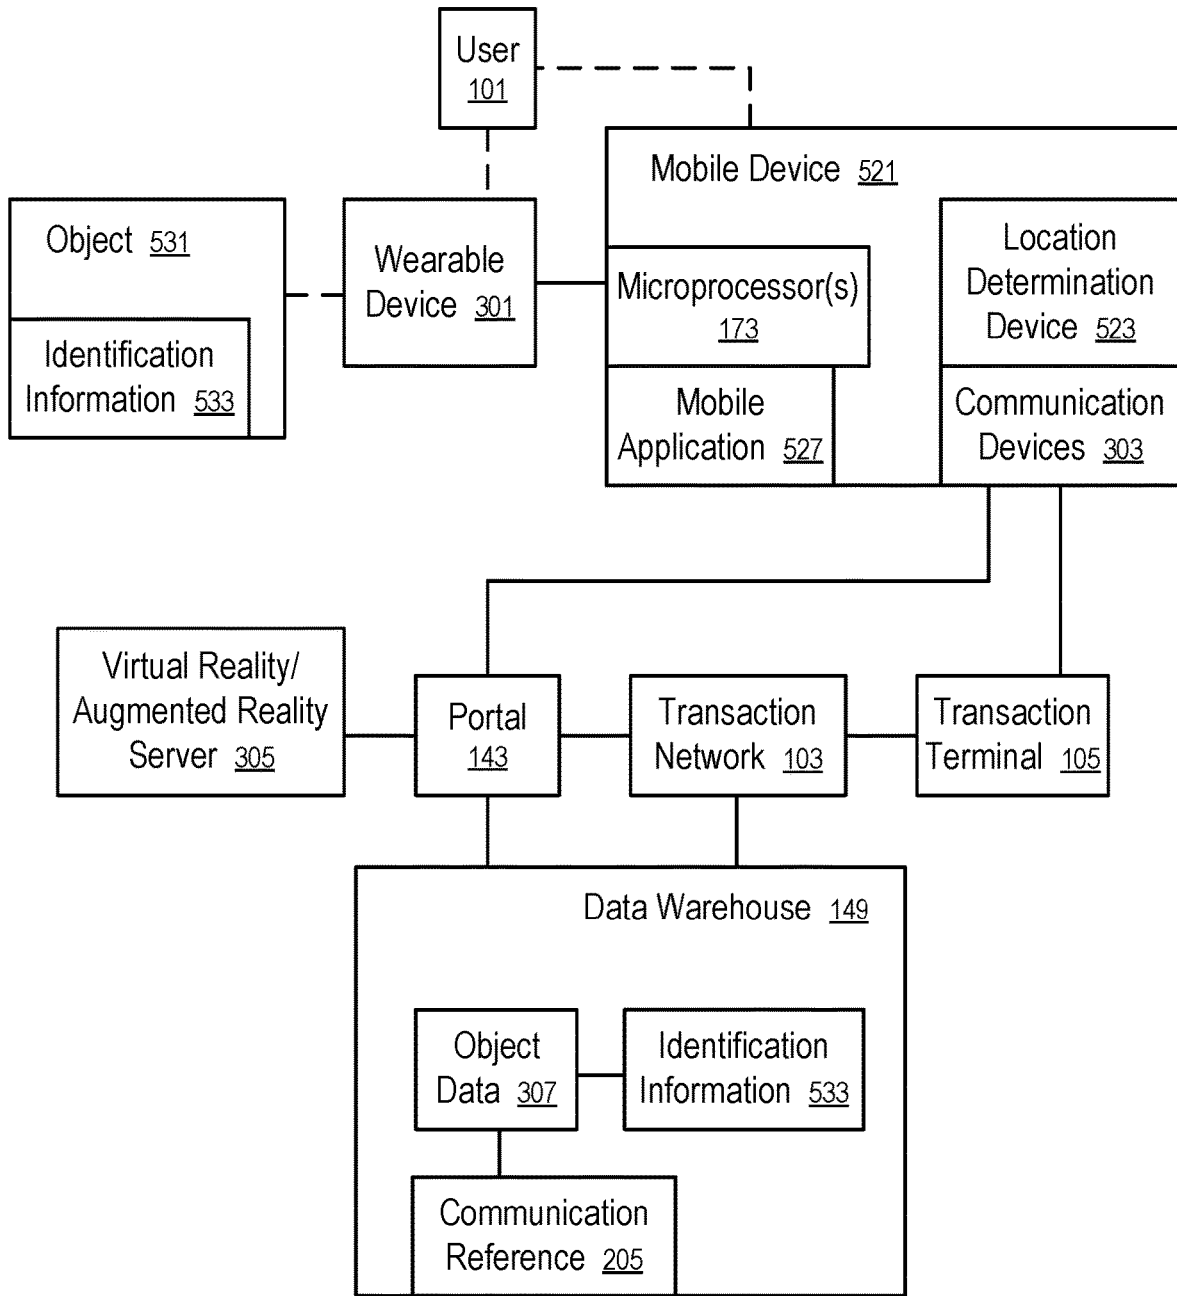 User
101
Mobile Device 521
Object 531
Identification
Information 533
Wearable
Device 301
Microprocessor(s)
173
Mobile
Application 527
Location
Determination
Device 523
Communication
Devices 303
Virtual Reality/
Augmented Reality
Server 305
Portal
143
Transaction
Network 103
Transaction
Terminal 105
Data Warehouse 149
Object
Data 307
Identification
Information 533
Communication
Reference 205